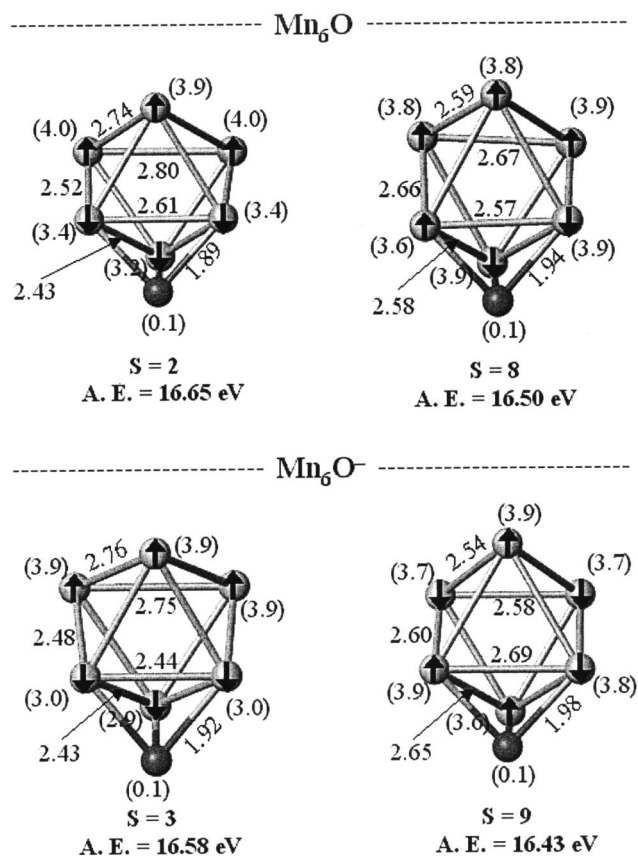 Mn₆O
(3.9)
(4.0) 2.74 (4.0)
2.80
2.52
2.61
(3.4) (3.4)
(3.2) 1.89
2.43
(0.1)
S = 2
A. E. = 16.65 eV
(3.8)
(3.8) 2.59 (3.9)
2.67
2.66
2.57
(3.6) (3.9)
(3.9) 1.94
2.58
(0.1)
S = 8
A. E. = 16.50 eV
Mn₆O⁻
2.76 (3.9)
(3.9)
2.75 (3.9)
2.48
2.44
(3.0) (2.9) (3.0)
2.43 1.92
(0.1)
S = 3
A. E. = 16.58 eV
(3.9)
2.54
(3.7) (3.7)
2.58
2.60
2.69
(3.9) (3.8)
(3.6) 1.98
2.65
(0.1)
S = 9
A. E. = 16.43 eV